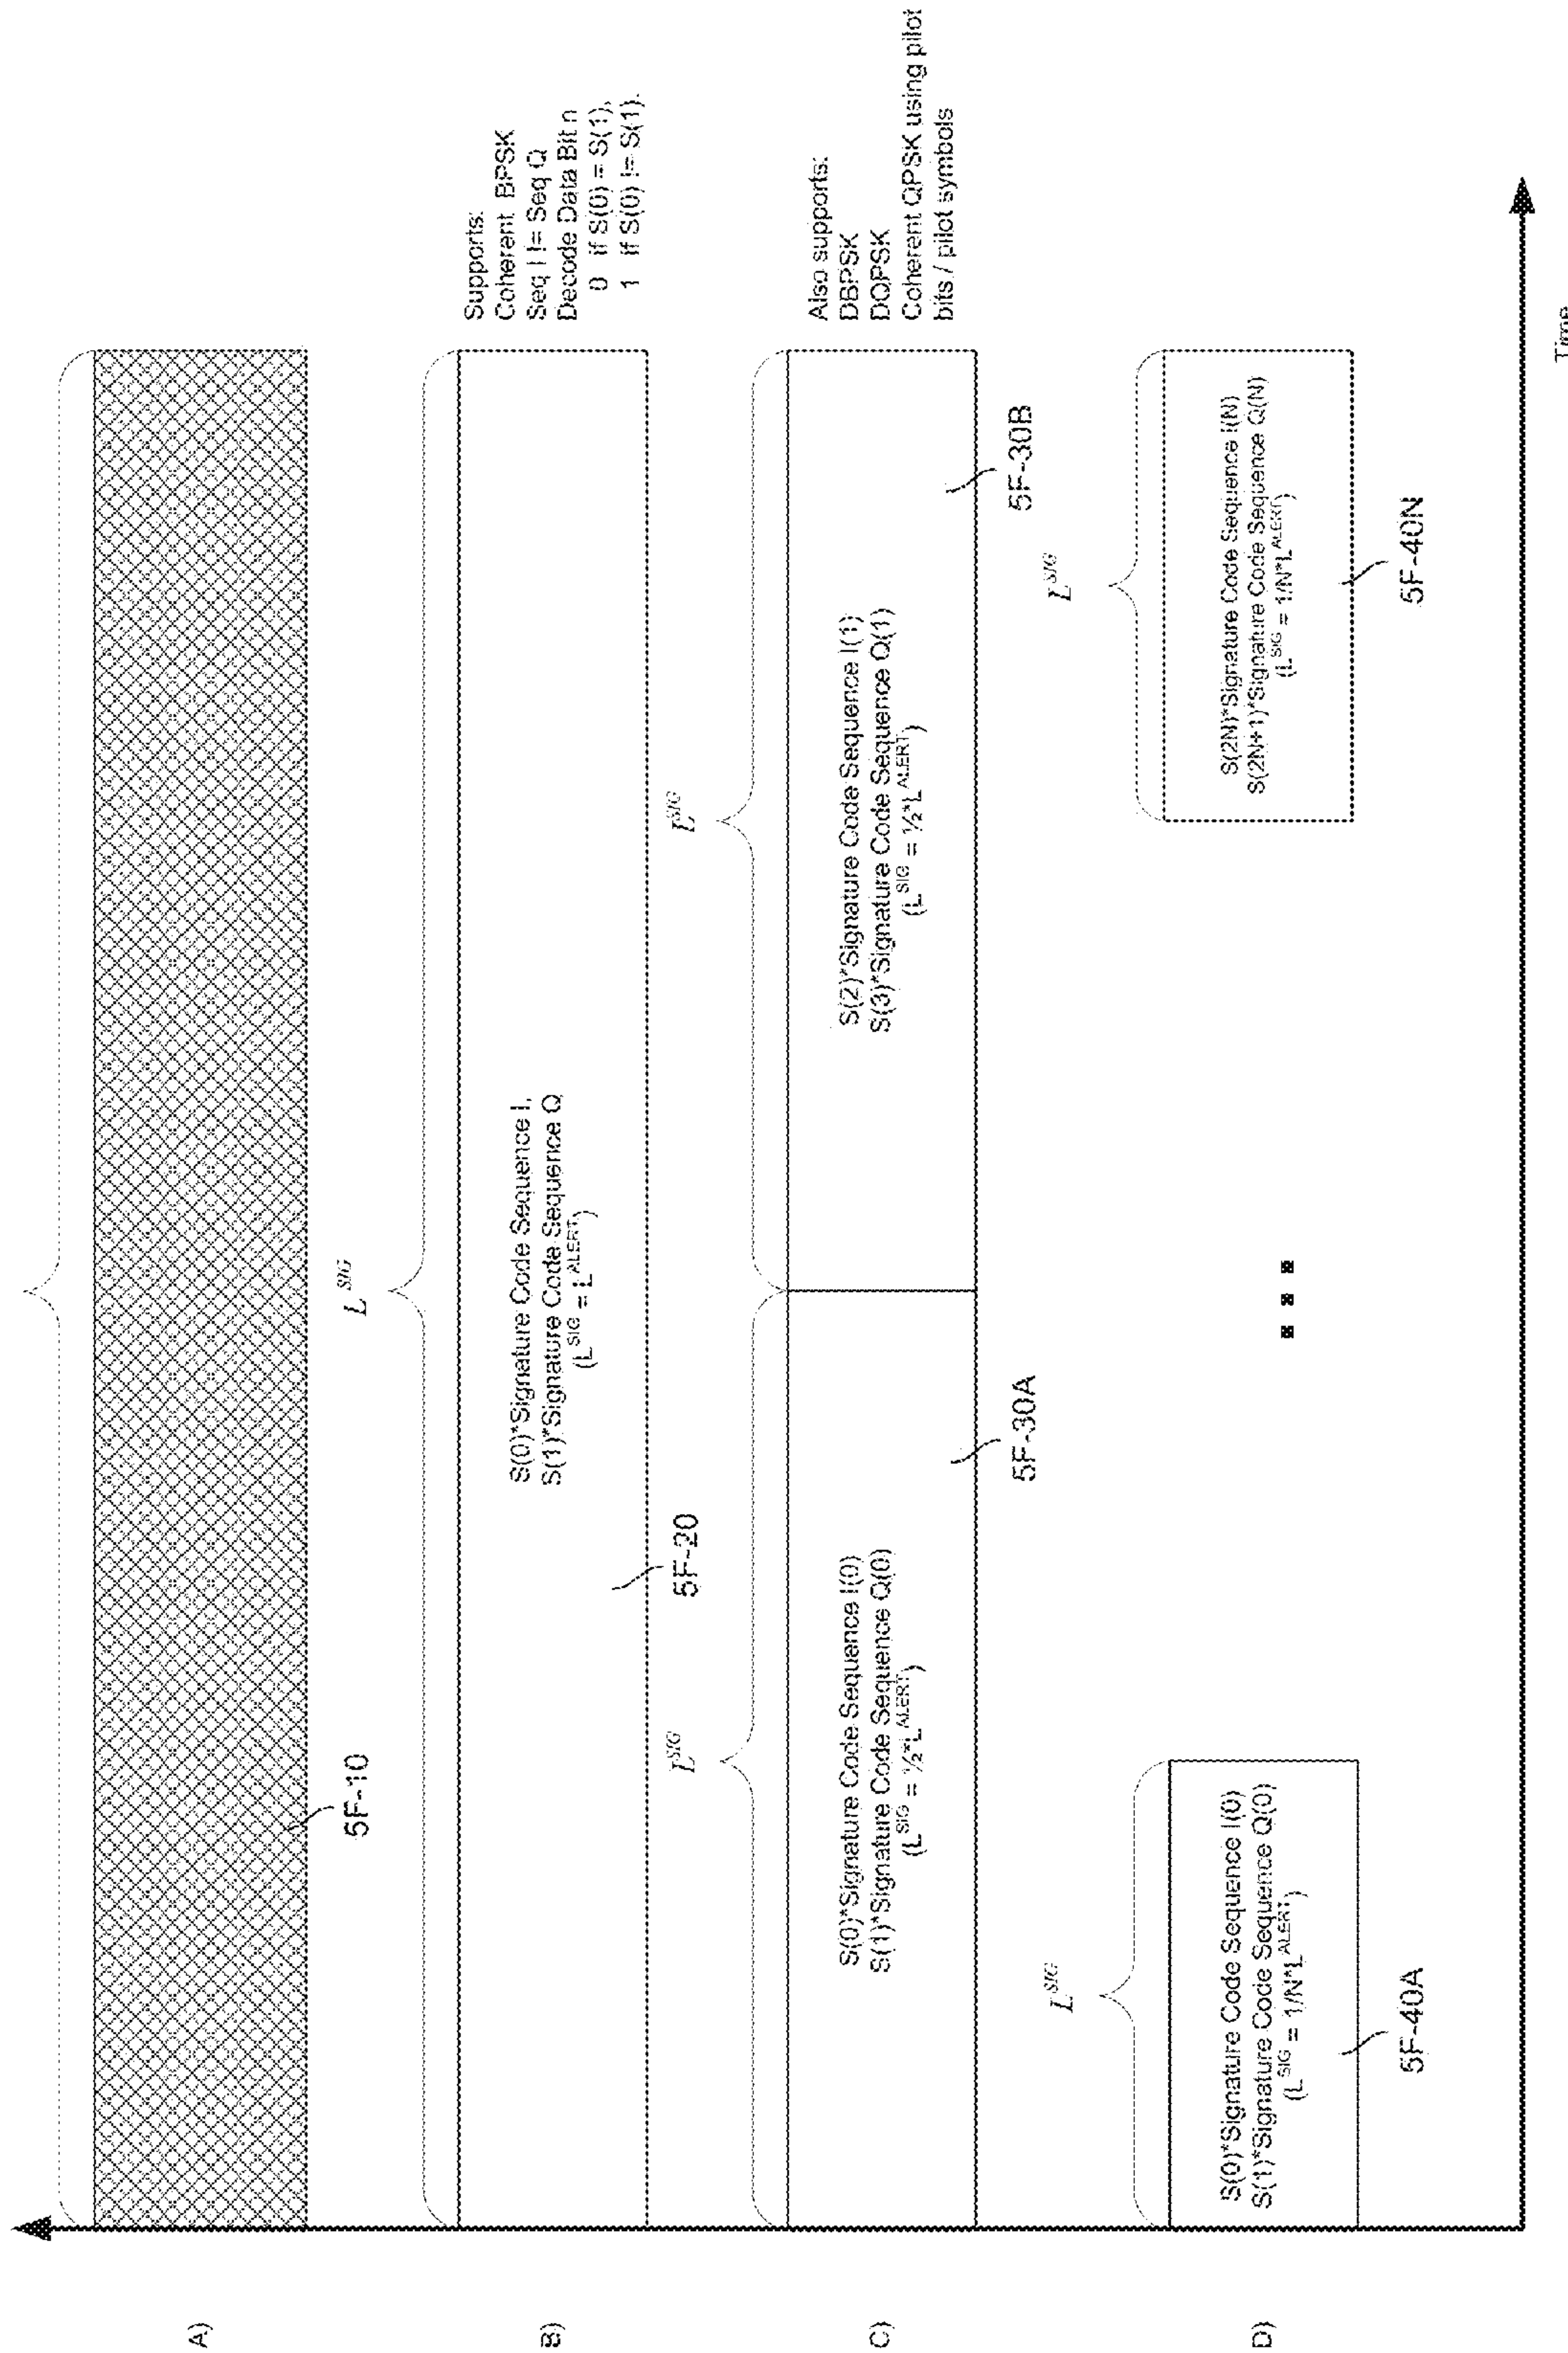 A)
5F-10
B)
L^SIG
S(0)*Signature Code Sequence I,
S(1)*Signature Code Sequence Q
(L^SIG = L^ALERT)
5F-20
Supports:
Coherent BPSK
Seq I != Seq Q
Decode Data Bit n
0 if S(0) = S(1),
1 if S(0) != S(1).
C)
L^SIG
S(0)*Signature Code Sequence I(0)
S(1)*Signature Code Sequence Q(0)
(L^SIG = ½*L^ALERT)
5F-30A
L^SIG
S(2)*Signature Code Sequence I(1)
S(3)*Signature Code Sequence Q(1)
(L^SIG = ½*L^ALERT)
5F-30B
Also supports:
DBPSK
DQPSK
Coherent QPSK using pilot
bits / pilot symbols
D)
L^SIG
S(0)*Signature Code Sequence I(0)
S(1)*Signature Code Sequence Q(0)
(L^SIG = 1/N*L^ALERT)
5F-40A
L^SIG
S(2N)*Signature Code Sequence I(N)
S(2N+1)*Signature Code Sequence Q(N)
(L^SIG = 1/N*L^ALERT)
5F-40N
Time